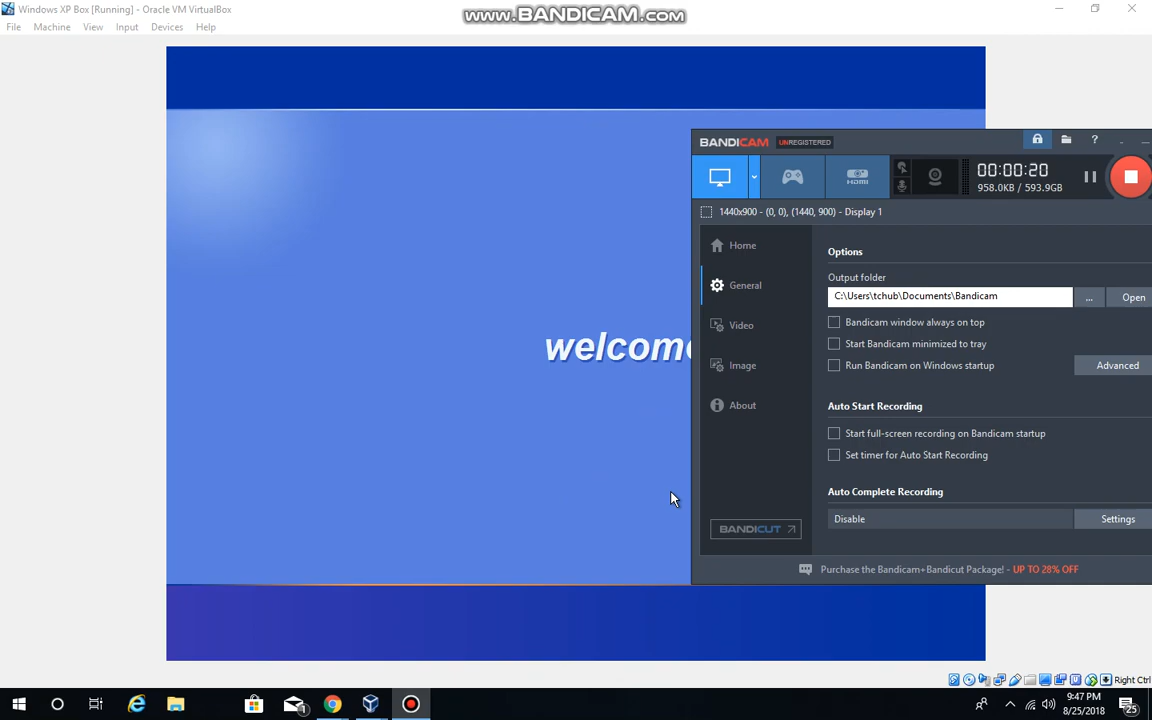 Windows XP Box [Running] - Oracle VM VirtualBox
www.BANDICAM.com
File Machine View Input Devices Help
BANDICAM UNREGISTERED
?
HDMI
00:00:20
958.0KB / 593.9GB
1440x900 - (0, 0), (1440, 900) - Display 1
Home
General
Video
Image
About
BANDICUT
Options
Output folder
C:\Users\tchub\Documents\Bandicam
...
Open
Bandicam window always on top
Start Bandicam minimized to tray
Run Bandicam on Windows startup
Advanced
Auto Start Recording
Start full-screen recording on Bandicam startup
Set timer for Auto Start Recording
Auto Complete Recording
Disable
Settings
Purchase the Bandicam+Bandicut Package! - UP TO 28% OFF
welcome
Right Ctrl
1
9:47 PM
8/25/2018
25